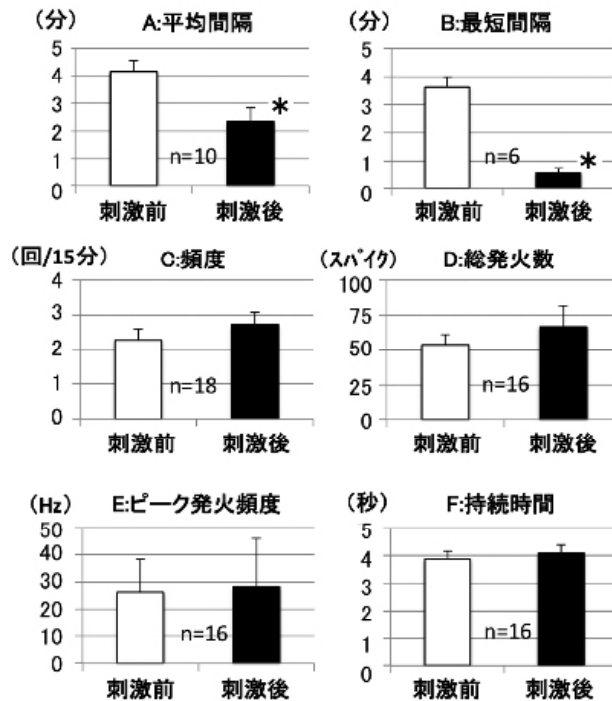 (分) A:平均間隔
5
4
3
2
1
0
*
n=10
刺激前 刺激後
(分) B:最短間隔
5
4
3
2
1
0
*
n=6
刺激前 刺激後
(回/15分) C:頻度
4
3
2
1
0
n=18
刺激前 刺激後
(スパイク) D:総発火数
100
75
50
25
0
n=16
刺激前 刺激後
(Hz) E:ピーク発火頻度
50
40
30
20
10
0
n=16
刺激前 刺激後
(秒) F:持続時間
5
4
3
2
1
0
n=16
刺激前 刺激後